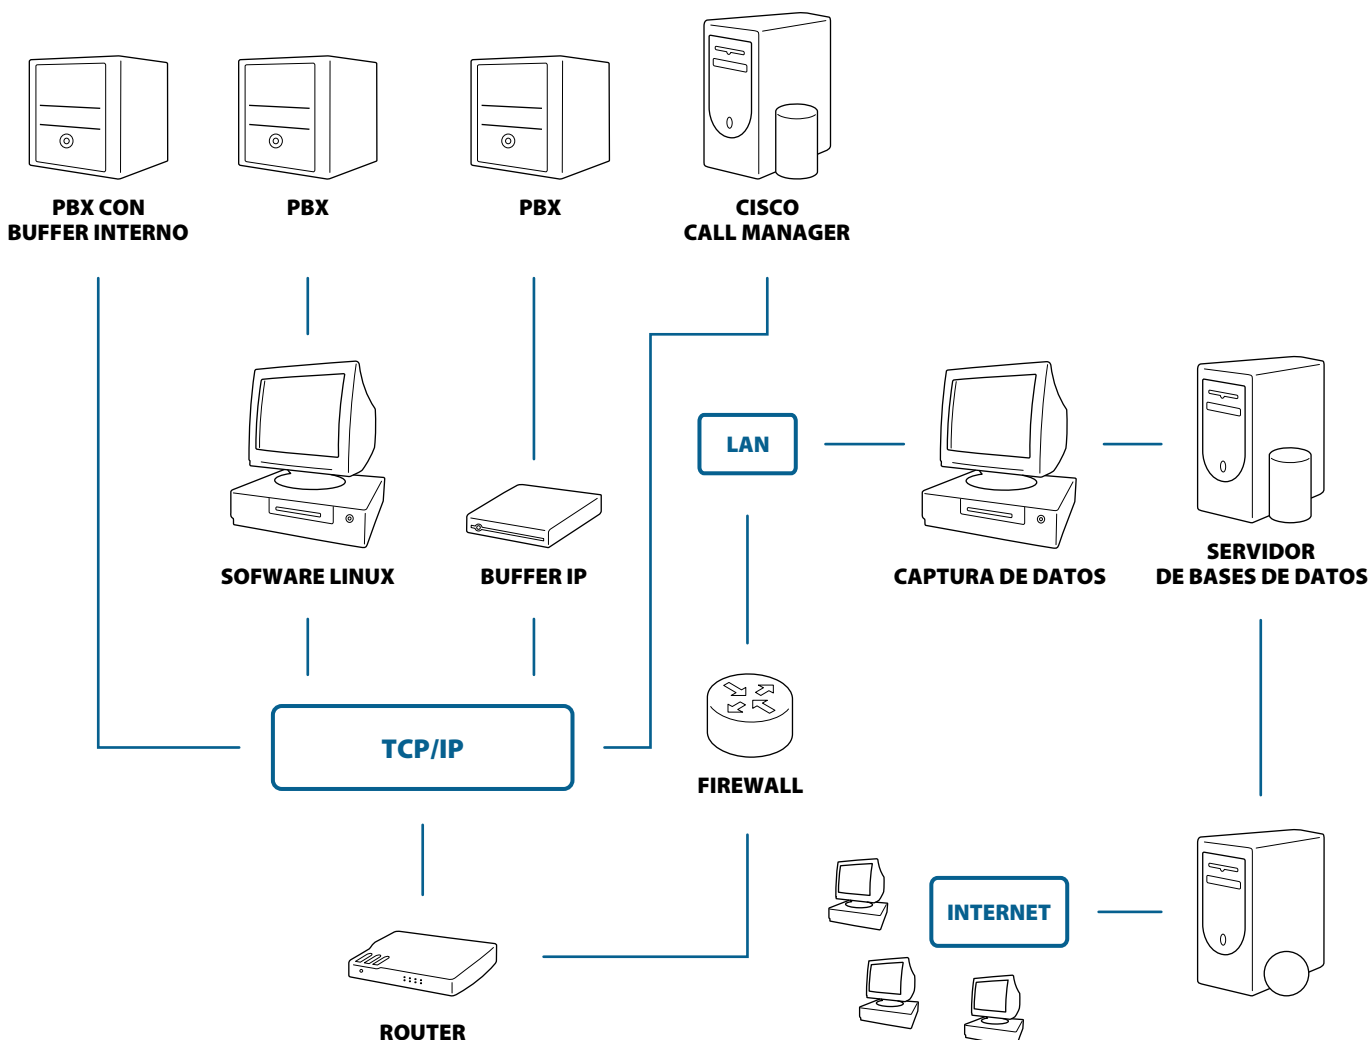 PBX CON
BUFFER INTERNO
PBX
PBX
CISCO
CALL MANAGER
LAN
SOFWARE LINUX
BUFFER IP
CAPTURA DE DATOS
SERVIDOR
DE BASES DE DATOS
TCP/IP
FIREWALL
INTERNET
ROUTER